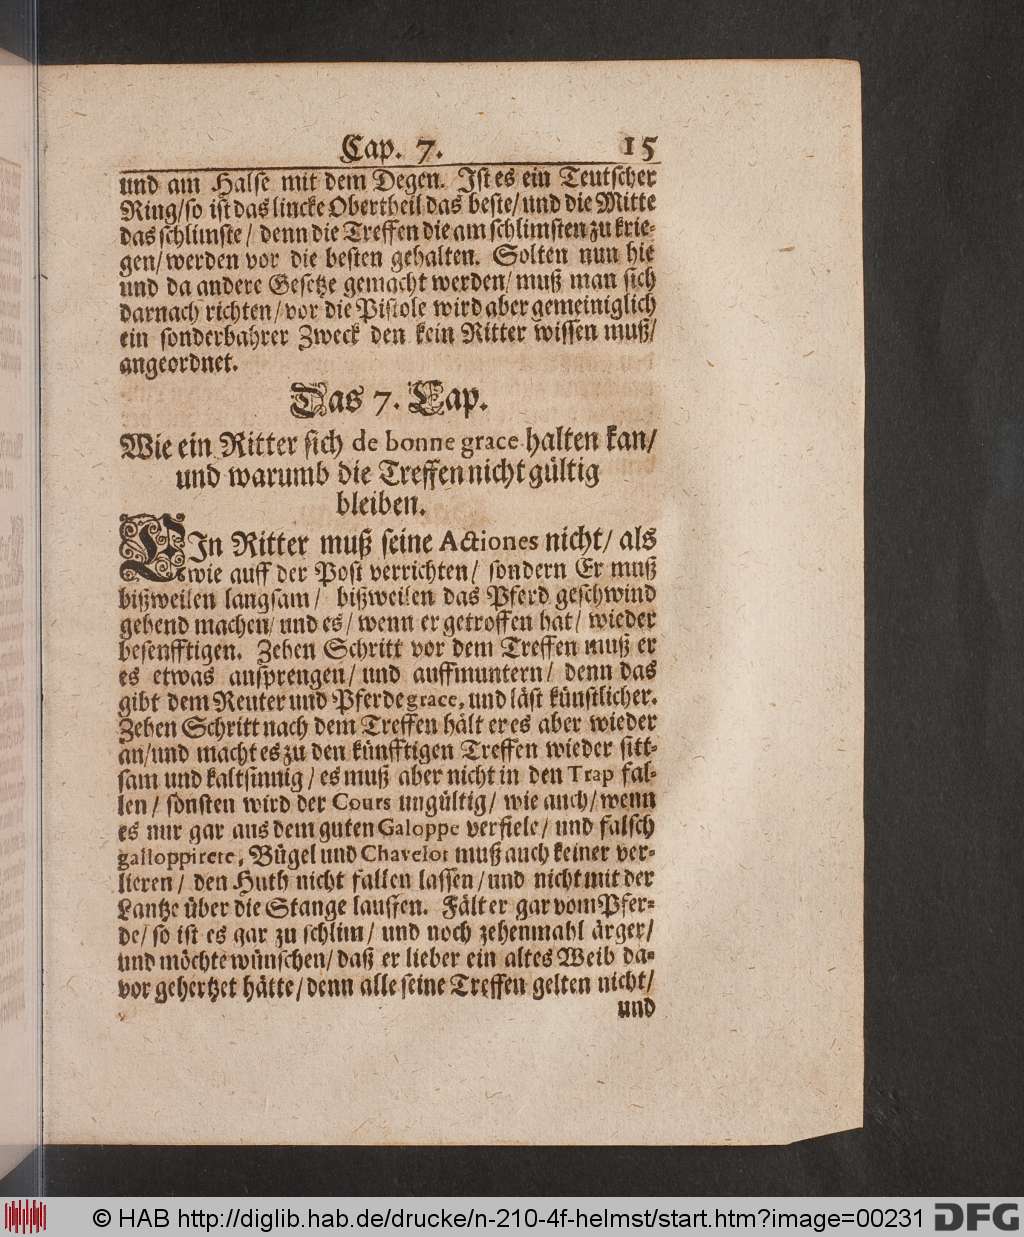 Cap. 7. 15
und am Halse mit dem Degen. Ist es ein Teutscher
Ring/so ist das lincke Obertheil das beste/und die Mitte
das schlimste/ denn die Treffen die am schlimsten zu krie-
gen/werden vor die besten gehalten. Solten nun hie
und da andere Gesetze gemacht werden/muß man sich
darnach richten/vor die Pistole wird aber gemeiniglich
ein sonderbahrer Zweck den kein Ritter wissen muß/
angeordnet.
Das 7. Cap.
Wie ein Ritter sich de bonne grace halten kan/
und warumb die Treffen nicht gültig
bleiben.
EIn Ritter muß seine Actiones nicht/ als
wie auff der Post verrichten/ sondern Er muß
bißweilen langsam/ bißweilen das Pferd geschwind
gehend machen/und es/wenn er getroffen hat/ wieder
besenfftigen. Zehen Schritt vor dem Treffen muß er
es etwas ansprengen/und auffmuntern/ denn das
gibt dem Reuter und Pferde grace, und läst künstlicher.
Zehen Schritt nach dem Treffen hält er es aber wieder
an/und macht es zu den künfftigen Treffen wieder sitt-
sam und kaltsinnig/es muß aber nicht in den Trap fal-
len/ sonsten wird der Cours ungültig/ wie auch/wenn
es nur gar aus dem guten Galoppe verfiele/ und falsch
galloppirete, Bügel und Chavelot muß auch keiner ver-
lieren/ den Huth nicht fallen lassen/und nicht mit der
Lantze über die Stange lauffen. Fält er gar vom Pfer-
de/ so ist es gar zu schlim/ und noch zehenmahl ärger/
und möchte wünschen/daß er lieber ein altes Weib da-
vor gehertzet hätte/denn alle seine Treffen gelten nicht/
und
© HAB http://diglib.hab.de/drucke/n-210-4f-helmst/start.htm?image=00231 DFG